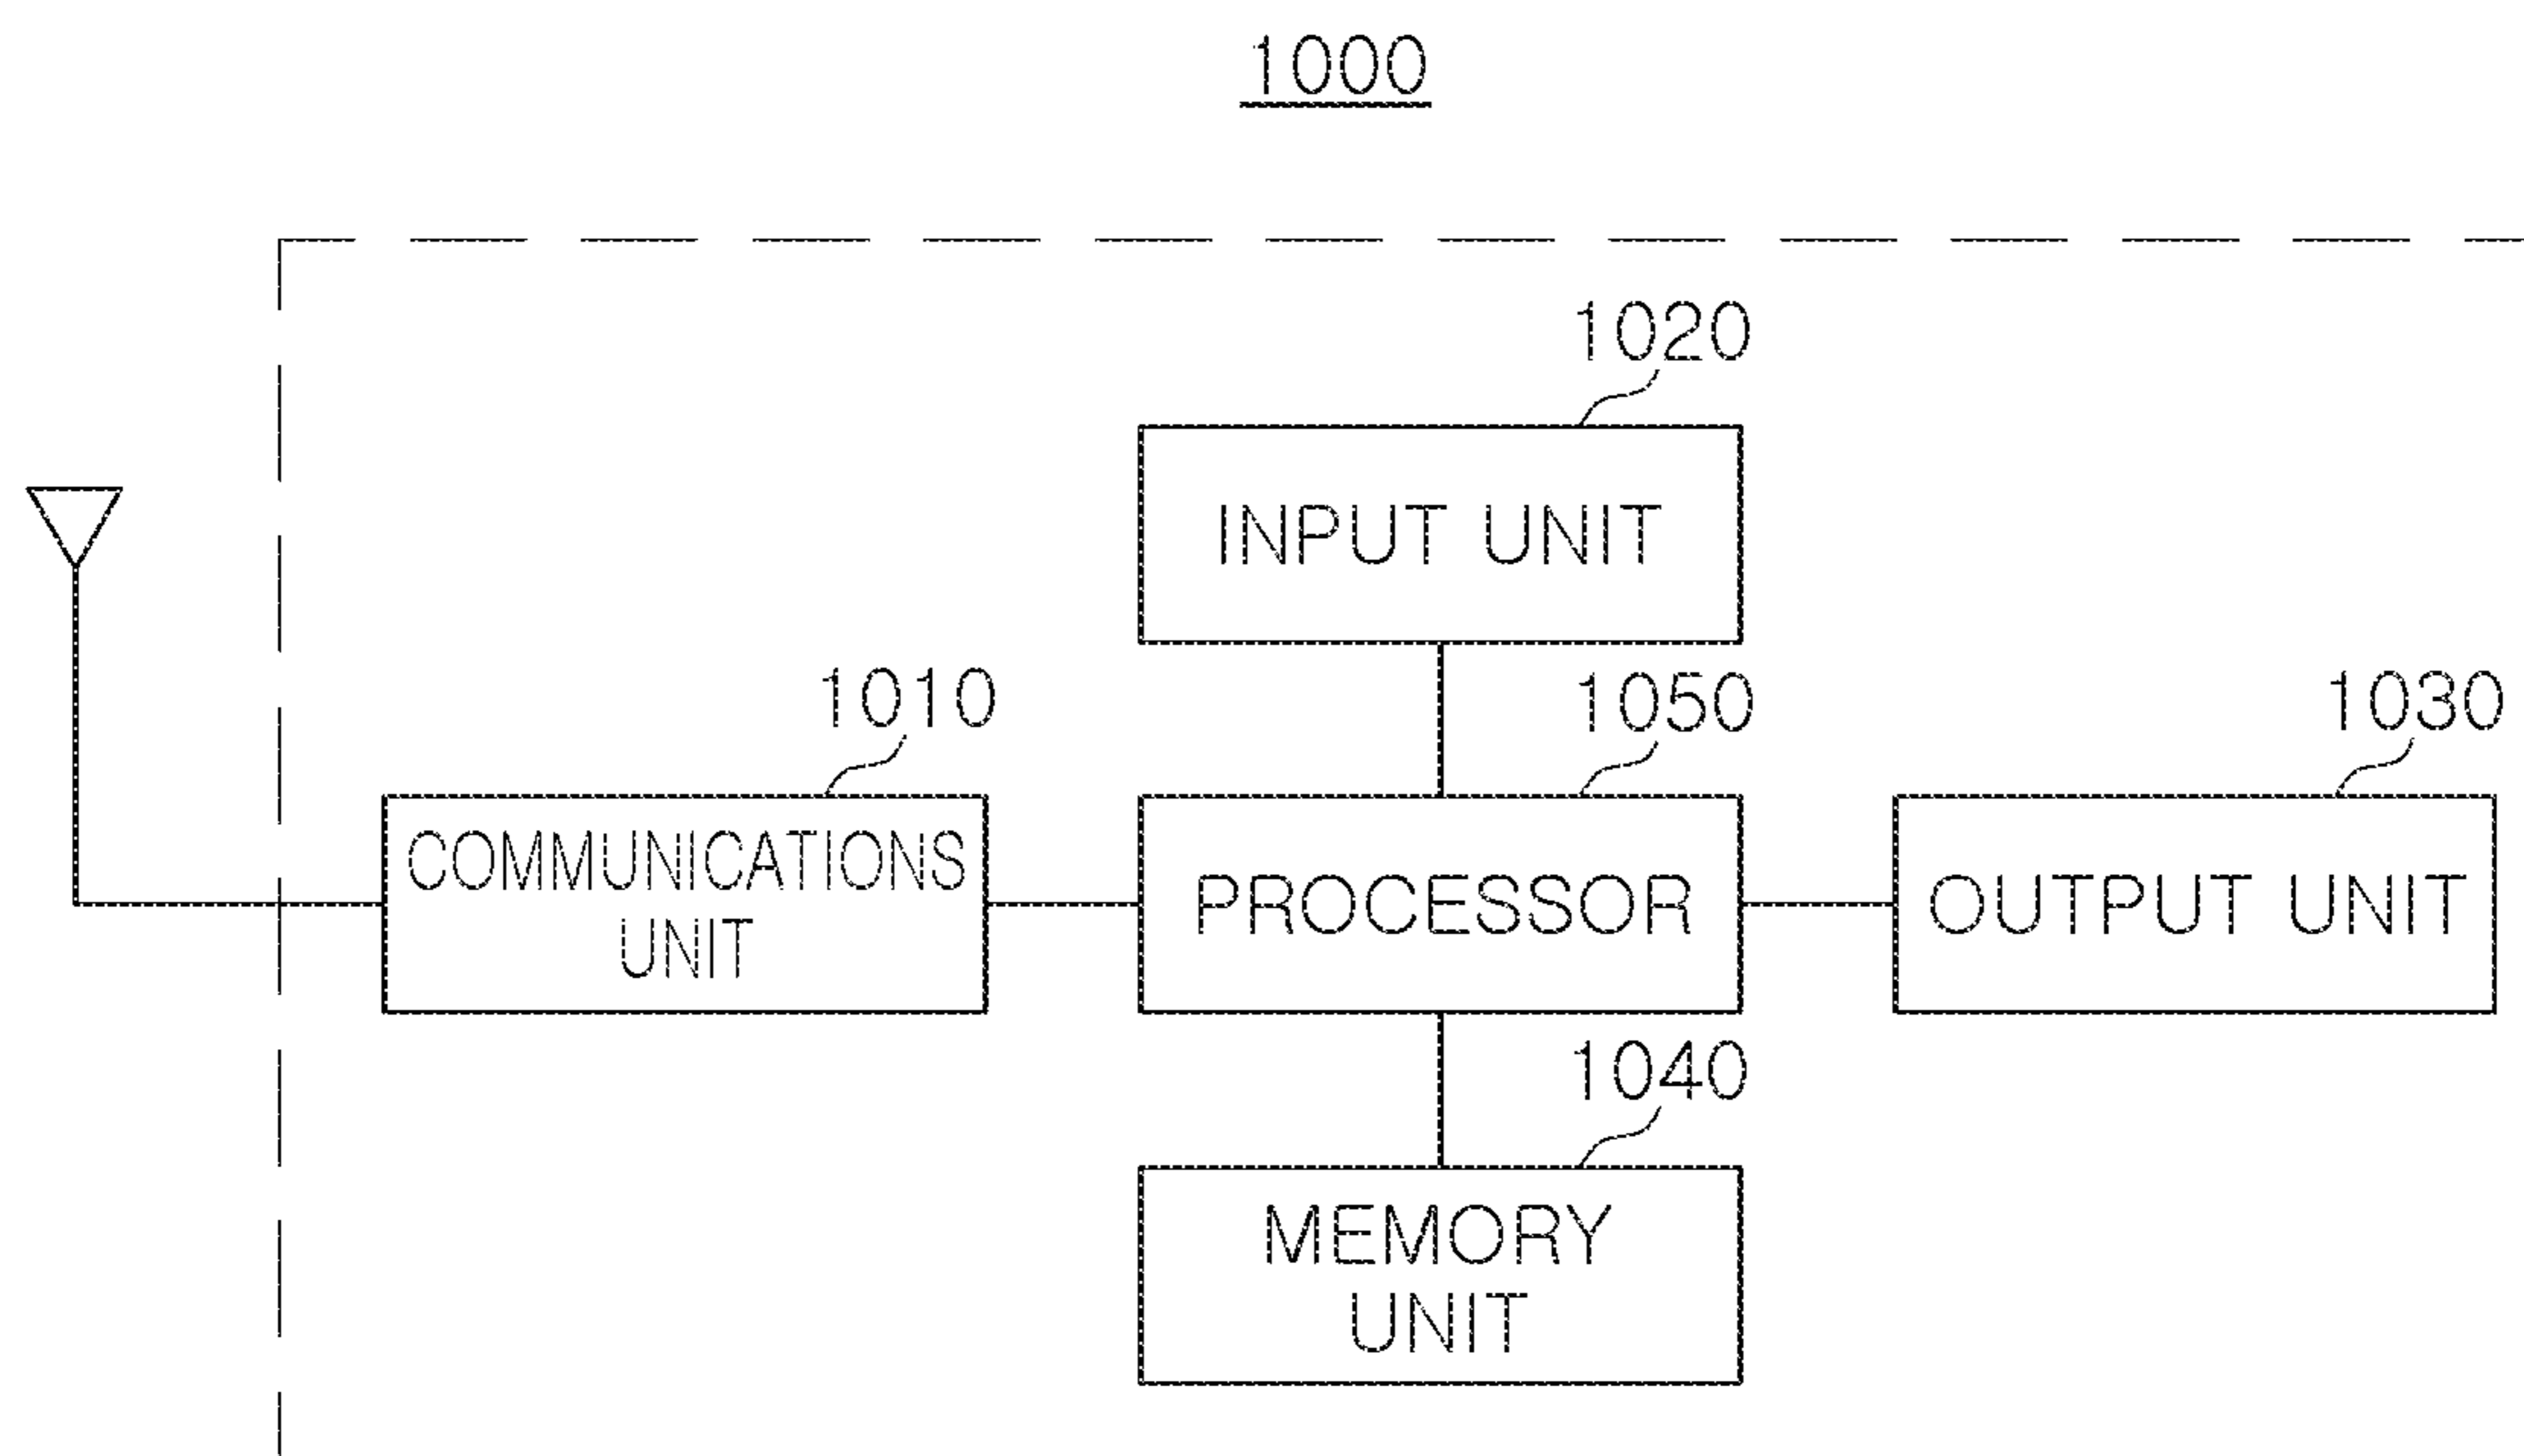 1000
1020
INPUT UNIT
1010
1050
1030
COMMUNICATIONS
UNIT
PROCESSOR
OUTPUT UNIT
1040
MEMORY
UNIT